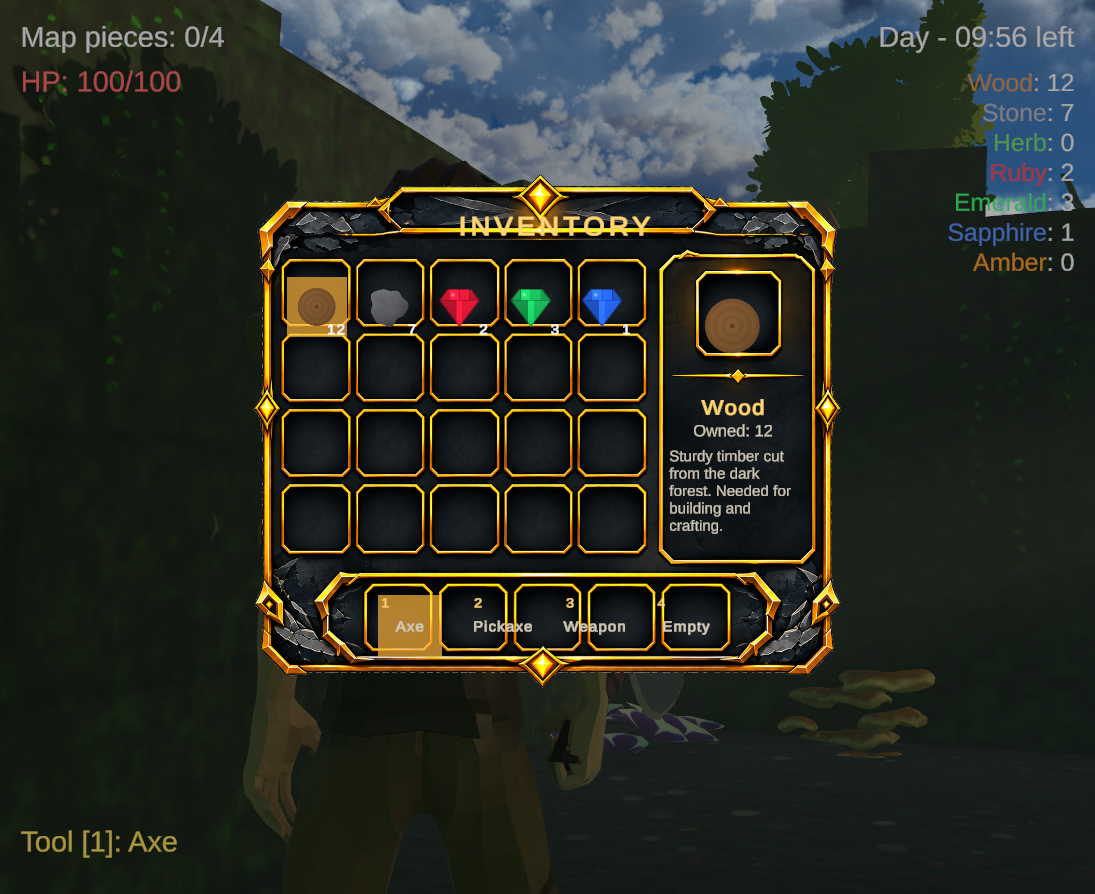 Map pieces: 0/4
HP: 100/100
Day - 09:56 left
Wood: 12
Stone: 7
Herb: 0
Ruby: 2
Emerald: 3
Sapphire: 1
Amber: 0
INVENTORY
12
7
2
3
1
Wood
Owned: 12
Sturdy timber cut
from the dark
forest. Needed for
building and
crafting.
1
Axe
2
Pickaxe
3
Weapon
4
Empty
Tool [1]: Axe